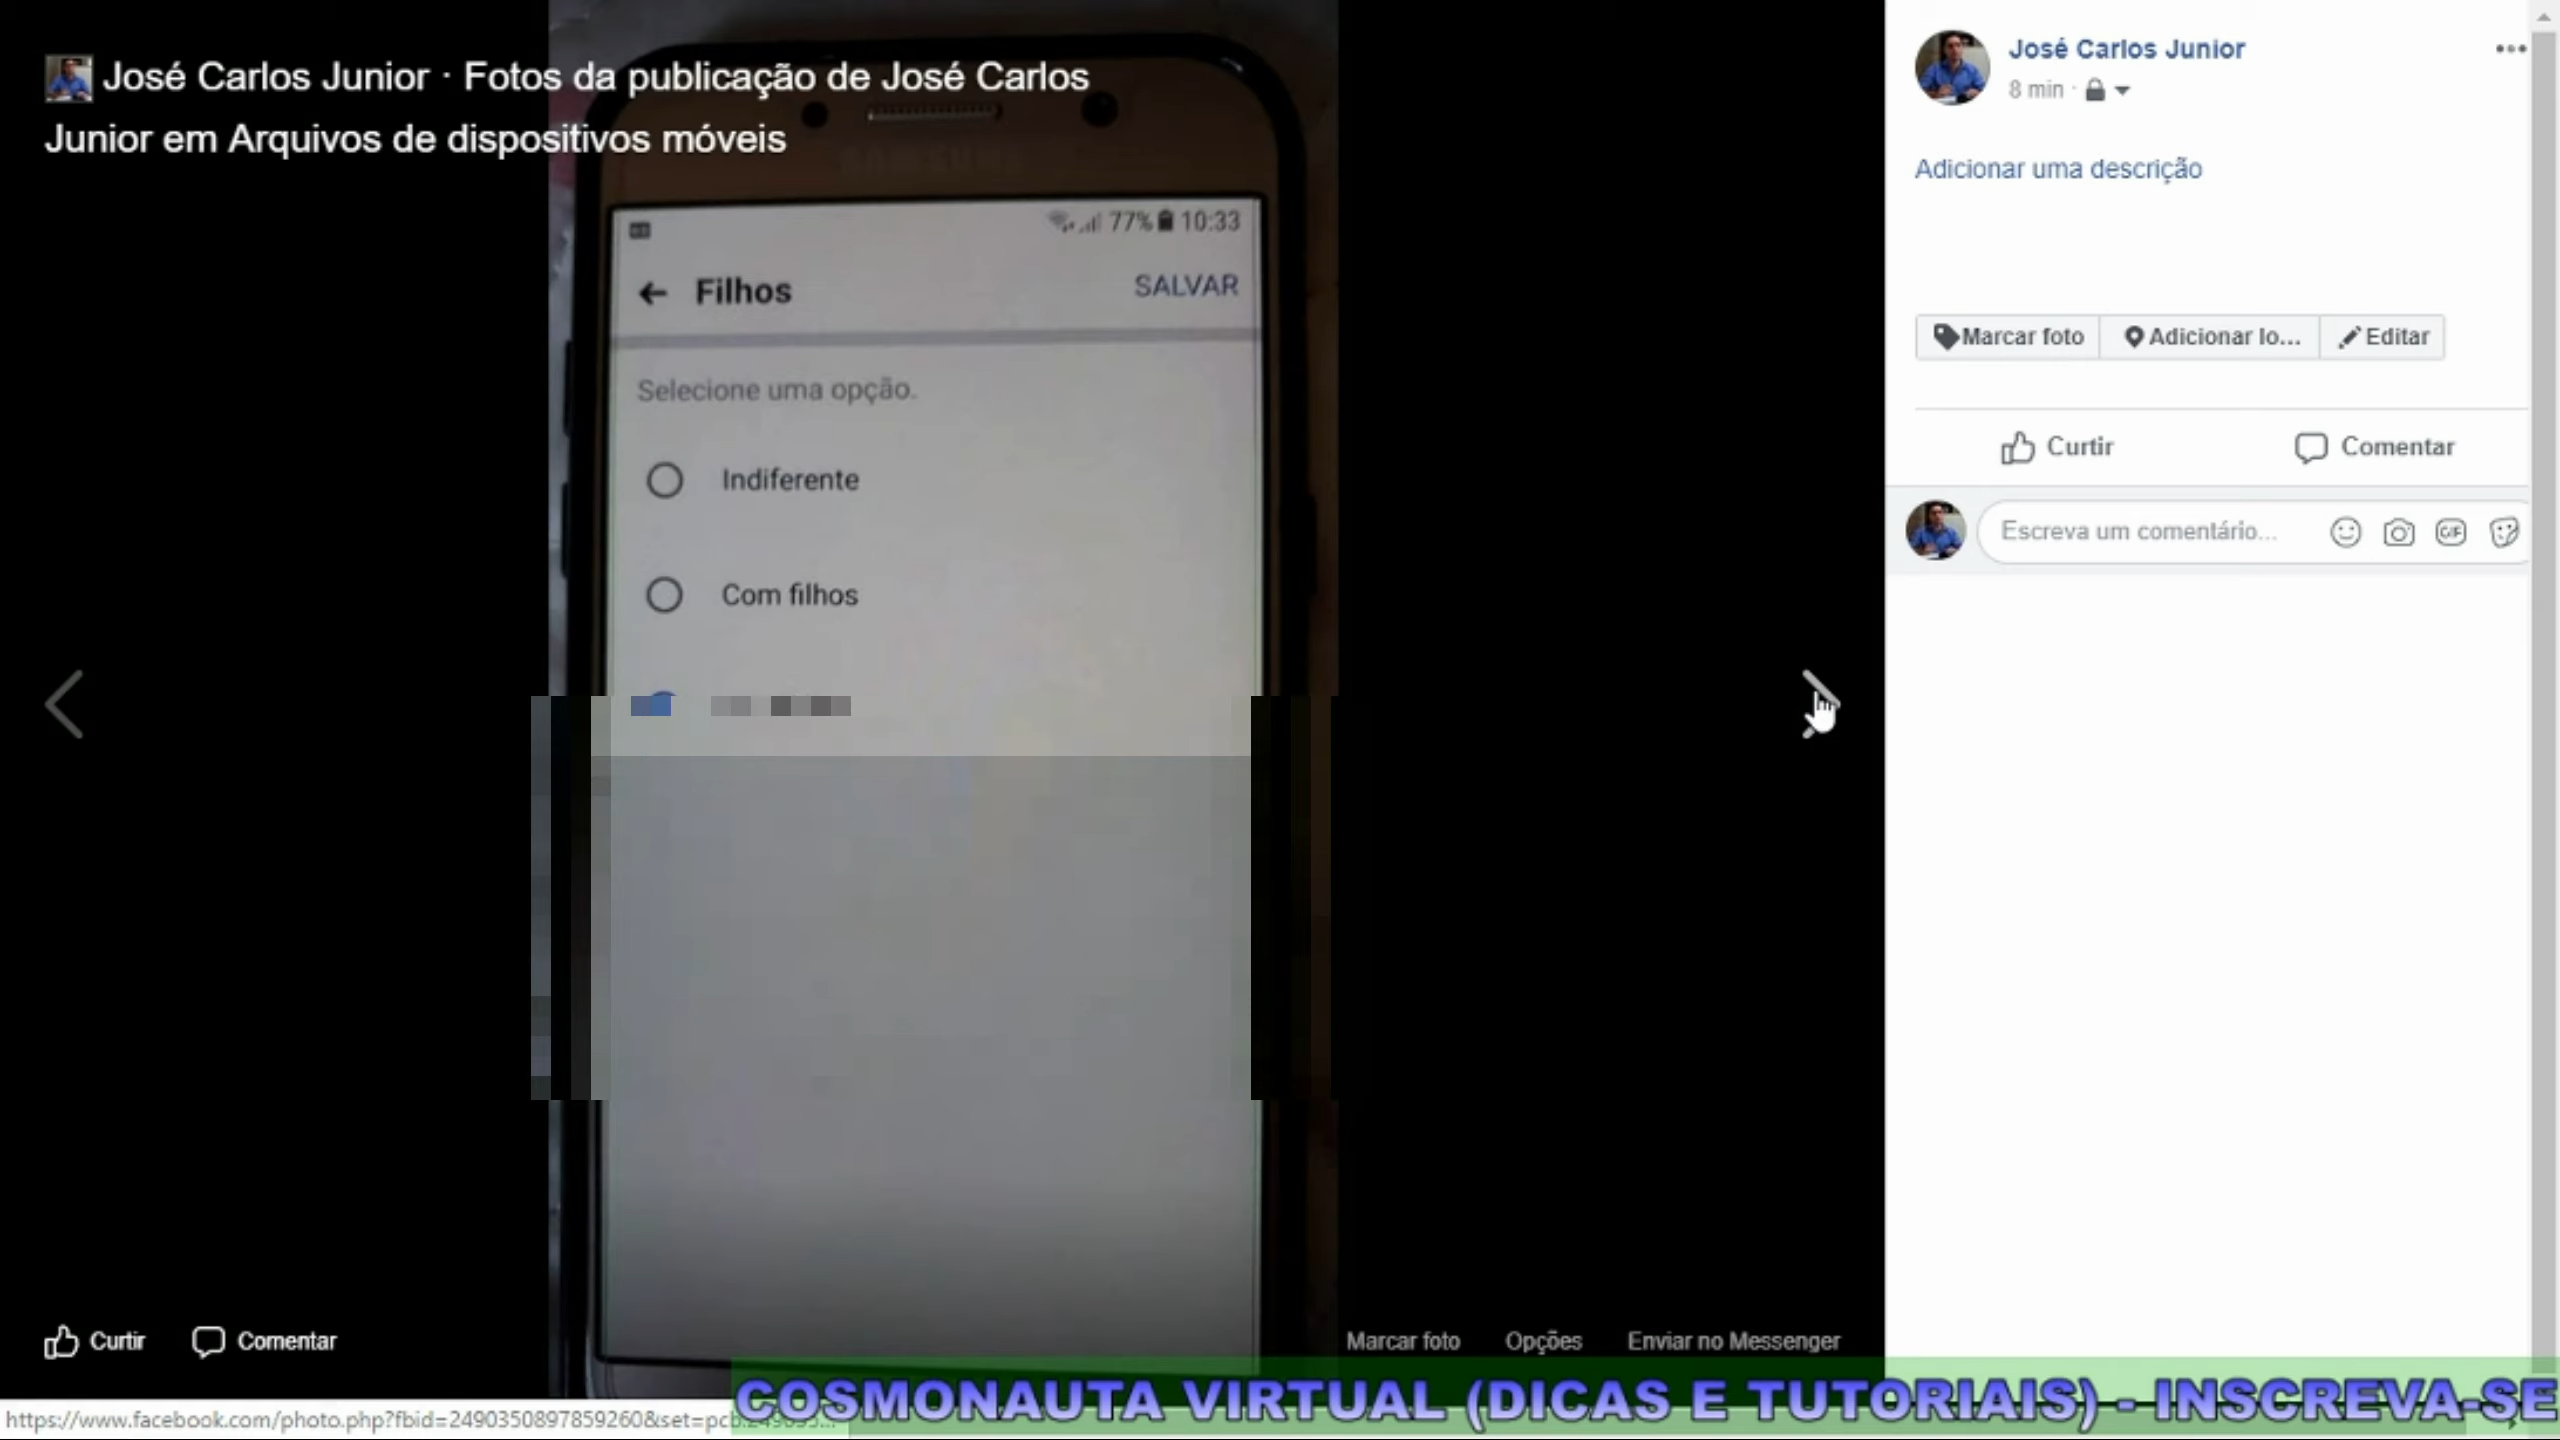 José Carlos Junior · Fotos da publicação de José Carlos
Junior em Arquivos de dispositivos móveis
77% 10:33
Filhos
SALVAR
Selecione uma opção.
Indiferente
Com filhos
Curtir
Comentar
Marcar foto
Opções
Enviar no Messenger
José Carlos Junior
8 min ·
Adicionar uma descrição
Marcar foto
Adicionar lo...
Editar
Curtir
Comentar
Escreva um comentário...
GIF
COSMONAUTA VIRTUAL (DICAS E TUTORIAIS) - INSCREVA-SE
https://www.facebook.com/photo.php?fbid=2490350897859260&set=pcb